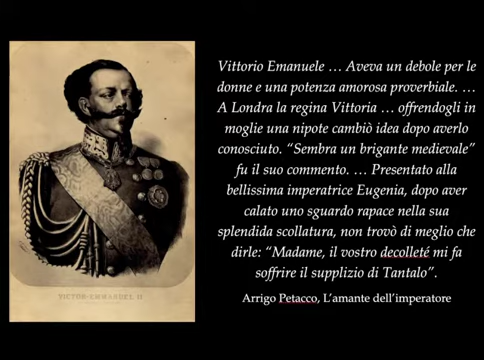 Vittorio Emanuele … Aveva un debole per le
donne e una potenza amorosa proverbiale. …
A Londra la regina Vittoria … offrendogli in
moglie una nipote cambiò idea dopo averlo
conosciuto. “Sembra un brigante medievale”
fu il suo commento. … Presentato alla
bellissima imperatrice Eugenia, dopo aver
calato uno sguardo rapace nella sua
splendida scollatura, non trovò di meglio che
dirle: “Madame, il vostro decolleté mi fa
soffrire il supplizio di Tantalo”.
Arrigo Petacco, L’amante dell’imperatore
VICTOR-EMMANUEL II